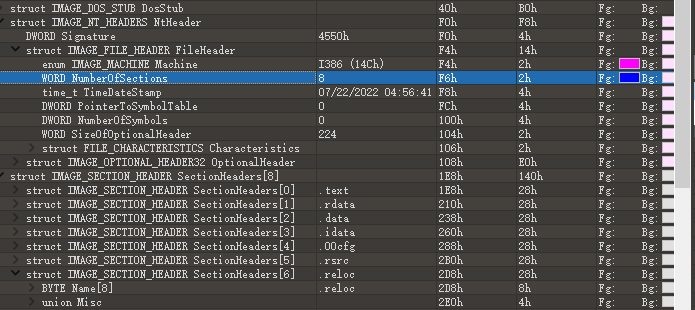 struct IMAGE_DOS_STUB DosStub 40h B0h Fg: Bg:
struct IMAGE_NT_HEADERS NtHeader F0h F8h Fg: Bg:
DWORD Signature 4550h F0h 4h Fg: Bg:
struct IMAGE_FILE_HEADER FileHeader F4h 14h Fg: Bg:
enum IMAGE_MACHINE Machine I386 (14Ch) F4h 2h Fg: Bg:
WORD NumberOfSections 8 F6h 2h Fg: Bg:
time_t TimeDateStamp 07/22/2022 04:56:41 F8h 4h Fg: Bg:
DWORD PointerToSymbolTable 0 FCh 4h Fg: Bg:
DWORD NumberOfSymbols 0 100h 4h Fg: Bg:
WORD SizeOfOptionalHeader 224 104h 2h Fg: Bg:
struct FILE_CHARACTERISTICS Characteristics 106h 2h Fg: Bg:
struct IMAGE_OPTIONAL_HEADER32 OptionalHeader 108h E0h Fg: Bg:
struct IMAGE_SECTION_HEADER SectionHeaders[8] 1E8h 140h Fg: Bg:
struct IMAGE_SECTION_HEADER SectionHeaders[0] .text 1E8h 28h Fg: Bg:
struct IMAGE_SECTION_HEADER SectionHeaders[1] .rdata 210h 28h Fg: Bg:
struct IMAGE_SECTION_HEADER SectionHeaders[2] .data 238h 28h Fg: Bg:
struct IMAGE_SECTION_HEADER SectionHeaders[3] .idata 260h 28h Fg: Bg:
struct IMAGE_SECTION_HEADER SectionHeaders[4] .00cfg 288h 28h Fg: Bg:
struct IMAGE_SECTION_HEADER SectionHeaders[5] .rsrc 2B0h 28h Fg: Bg:
struct IMAGE_SECTION_HEADER SectionHeaders[6] .reloc 2D8h 28h Fg: Bg:
BYTE Name[8] .reloc 2D8h 8h Fg: Bg:
union Misc 2E0h 4h Fg: Bg: